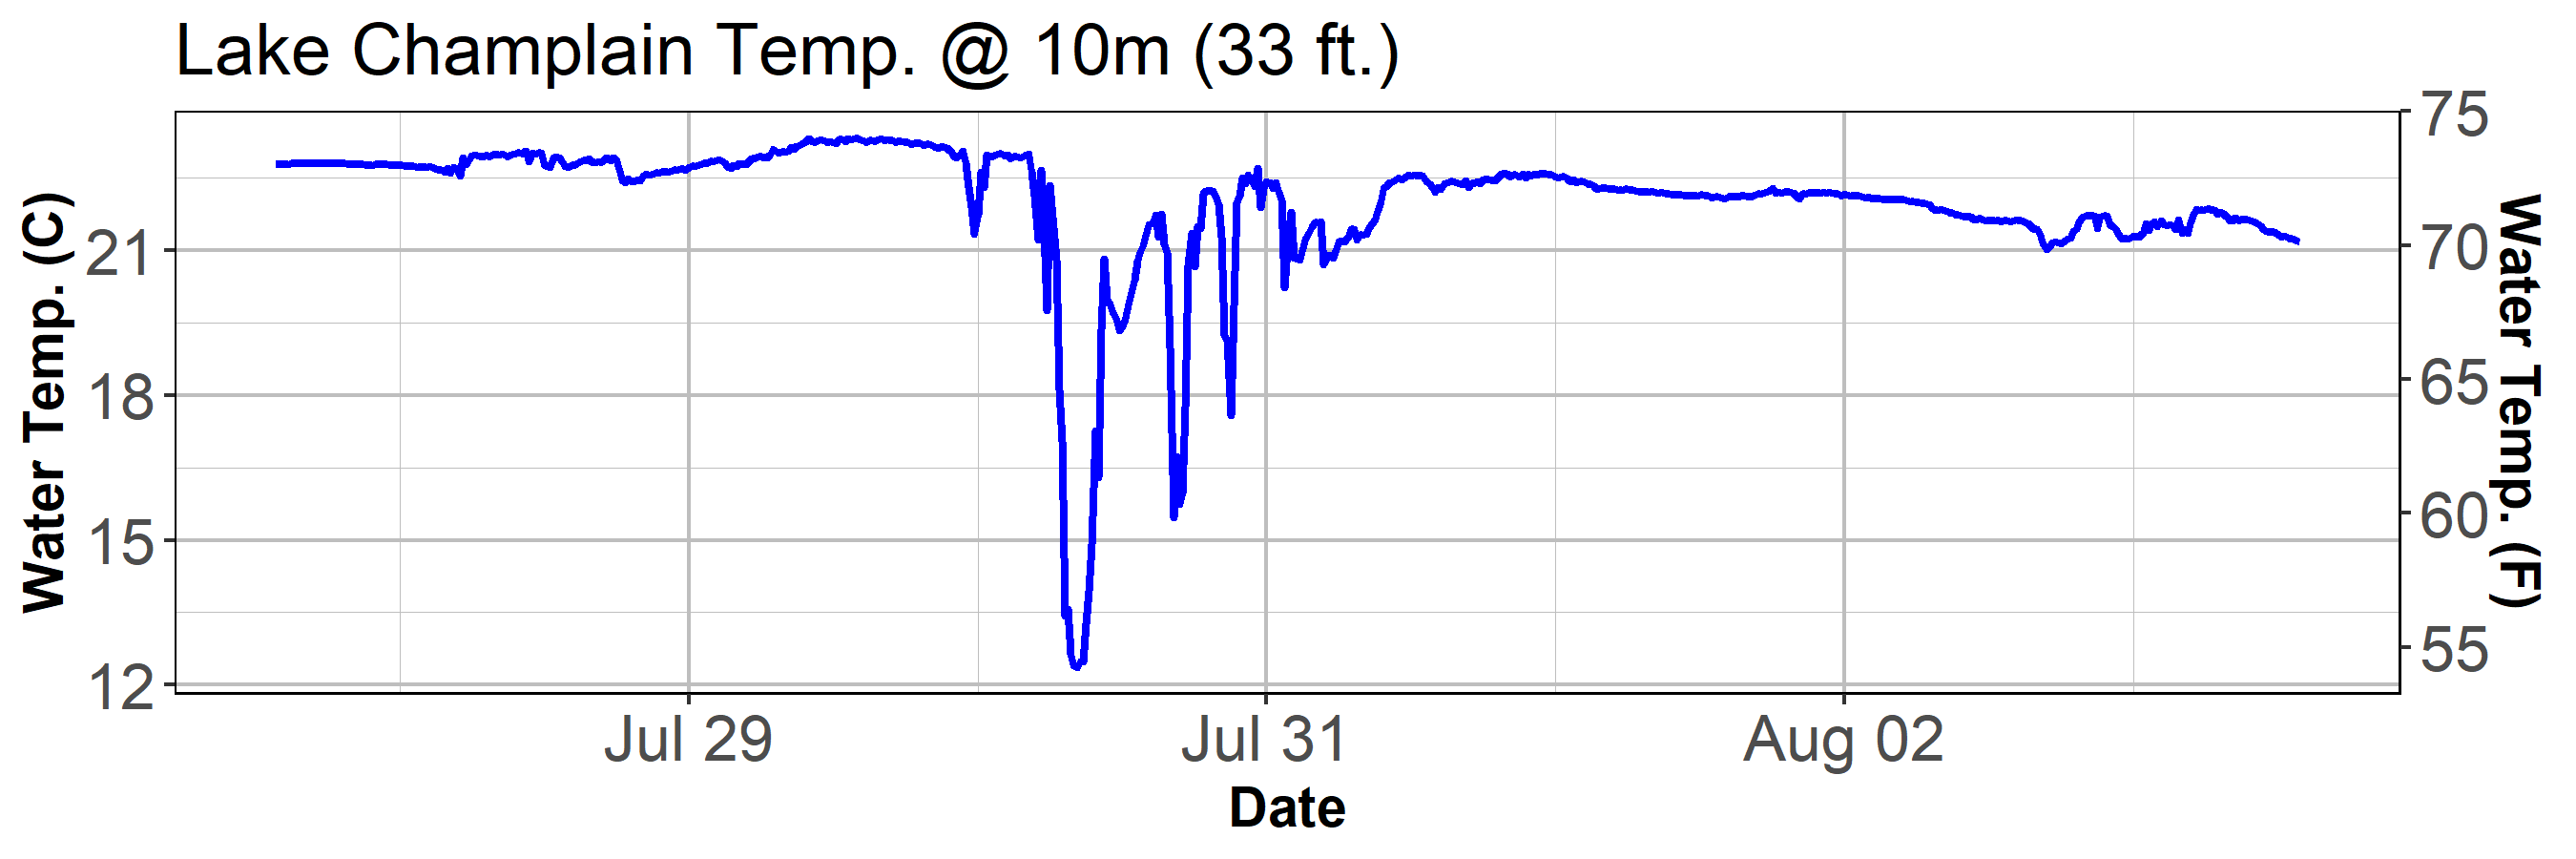 Lake Champlain Temp. @ 10m (33 ft.)
Water Temp. (C)
21
18
15
12
75
70
65
60
55
Water Temp. (F)
Jul 29
Jul 31
Aug 02
Date